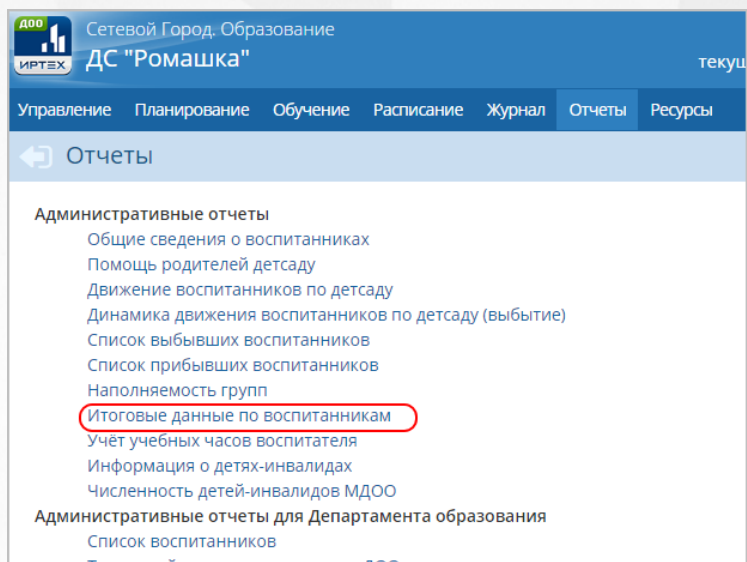 ДОО
ИРТЕХ
Сетевой Город. Образование
ДС "Ромашка"
Управление Планирование Обучение Расписание Журнал Отчеты Ресурсы
Отчеты
Административные отчеты
Общие сведения о воспитанниках
Помощь родителей детсаду
Движение воспитанников по детсаду
Динамика движения воспитанников по детсаду (выбытие)
Список выбывших воспитанников
Список прибывших воспитанников
Наполняемость групп
Итоговые данные по воспитанникам
Учёт учебных часов воспитателя
Информация о детях-инвалидах
Численность детей-инвалидов МДОО
Административные отчеты для Департамента образования
Список воспитанников